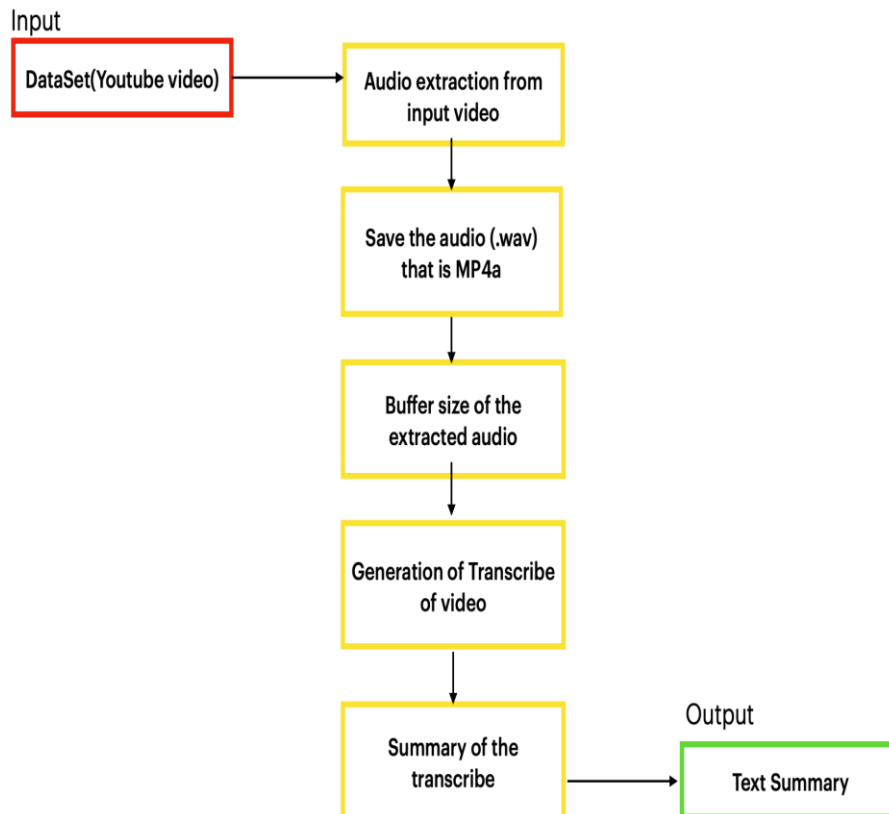 Input
DataSet(Youtube video)
Audio extraction from
input video
Save the audio (.wav)
that is MP4a
Buffer size of the
extracted audio
Generation of Transcribe
of video
Summary of the
transcribe
Output
Text Summary